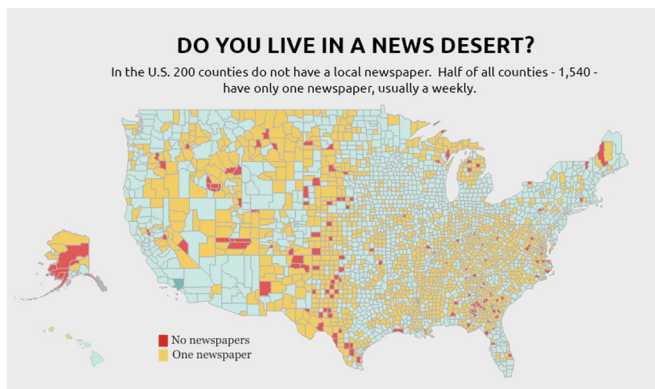 DO YOU LIVE IN A NEWS DESERT?
In the U.S. 200 counties do not have a local newspaper. Half of all counties - 1,540 -
have only one newspaper, usually a weekly.
No newspapers
One newspaper